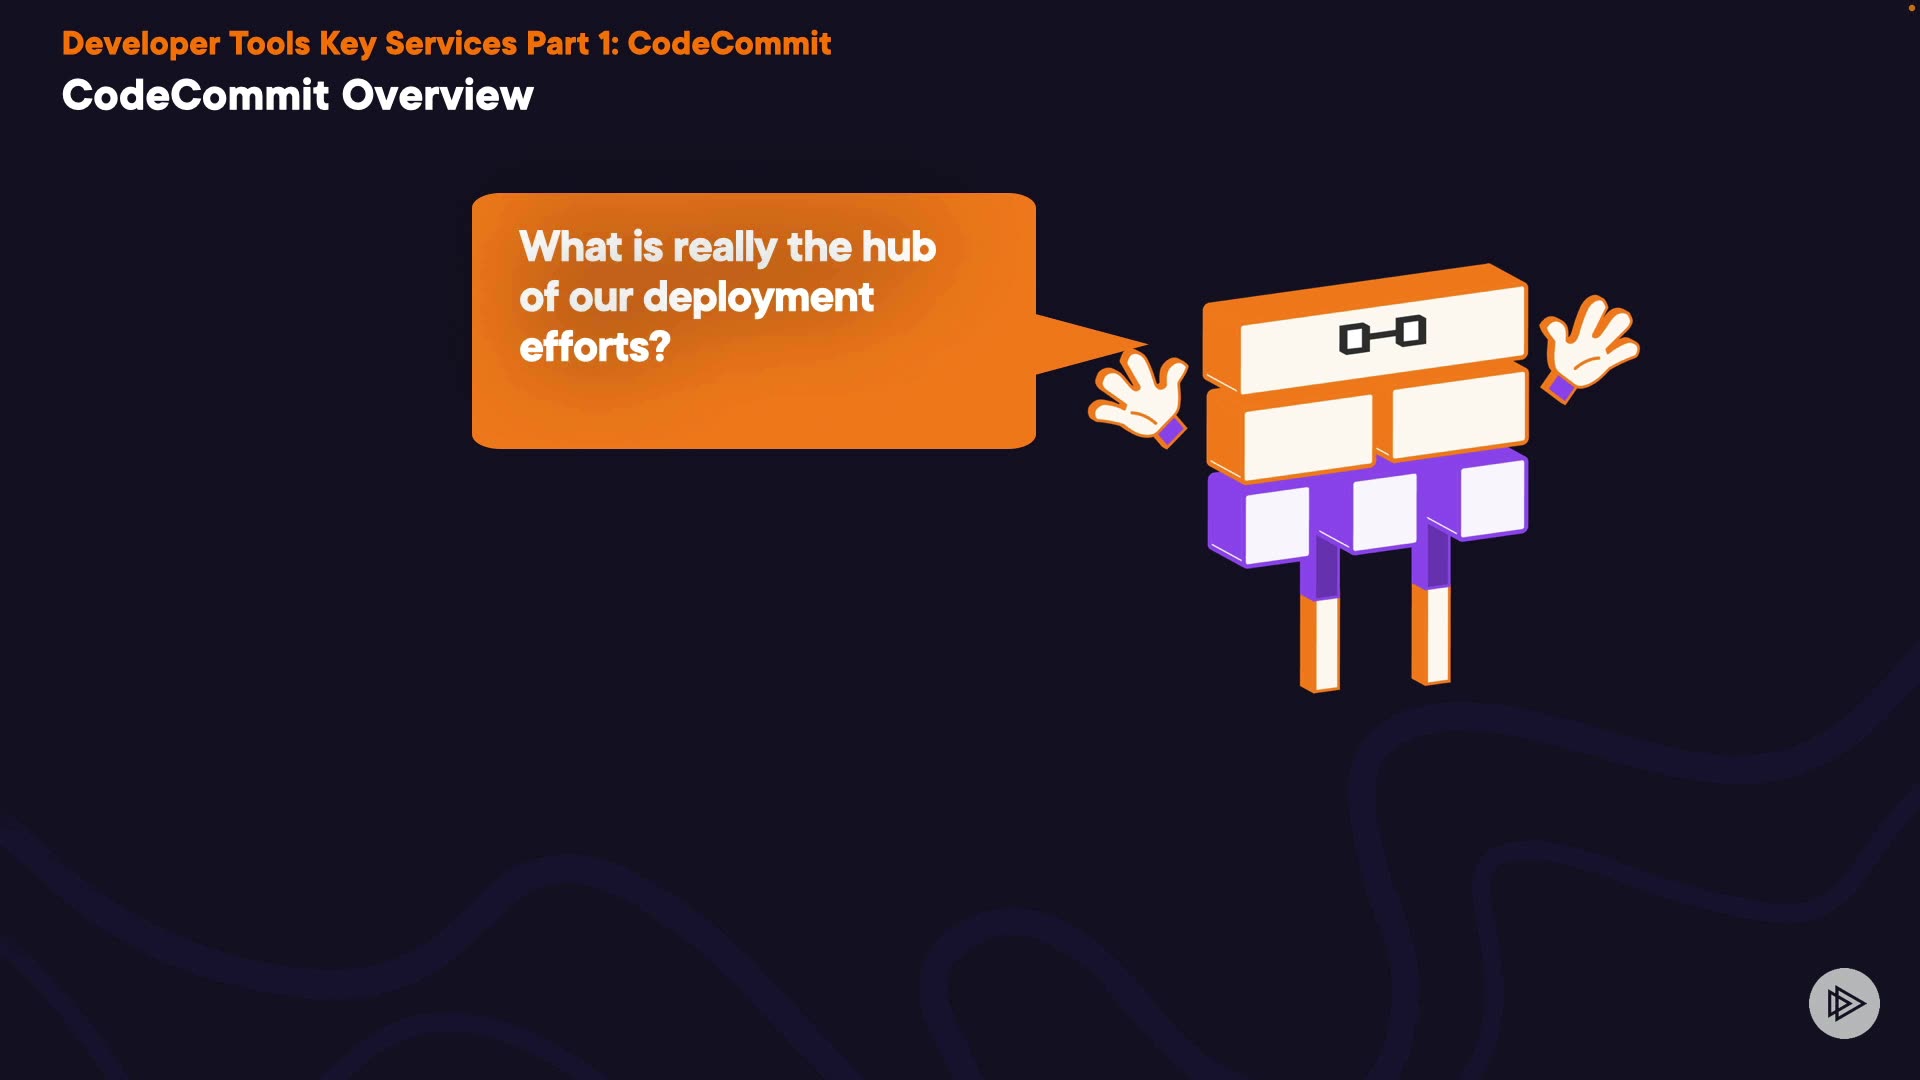 Developer Tools Key Services Part 1: CodeCommit
CodeCommit Overview
What is really the hub
of our deployment
efforts?